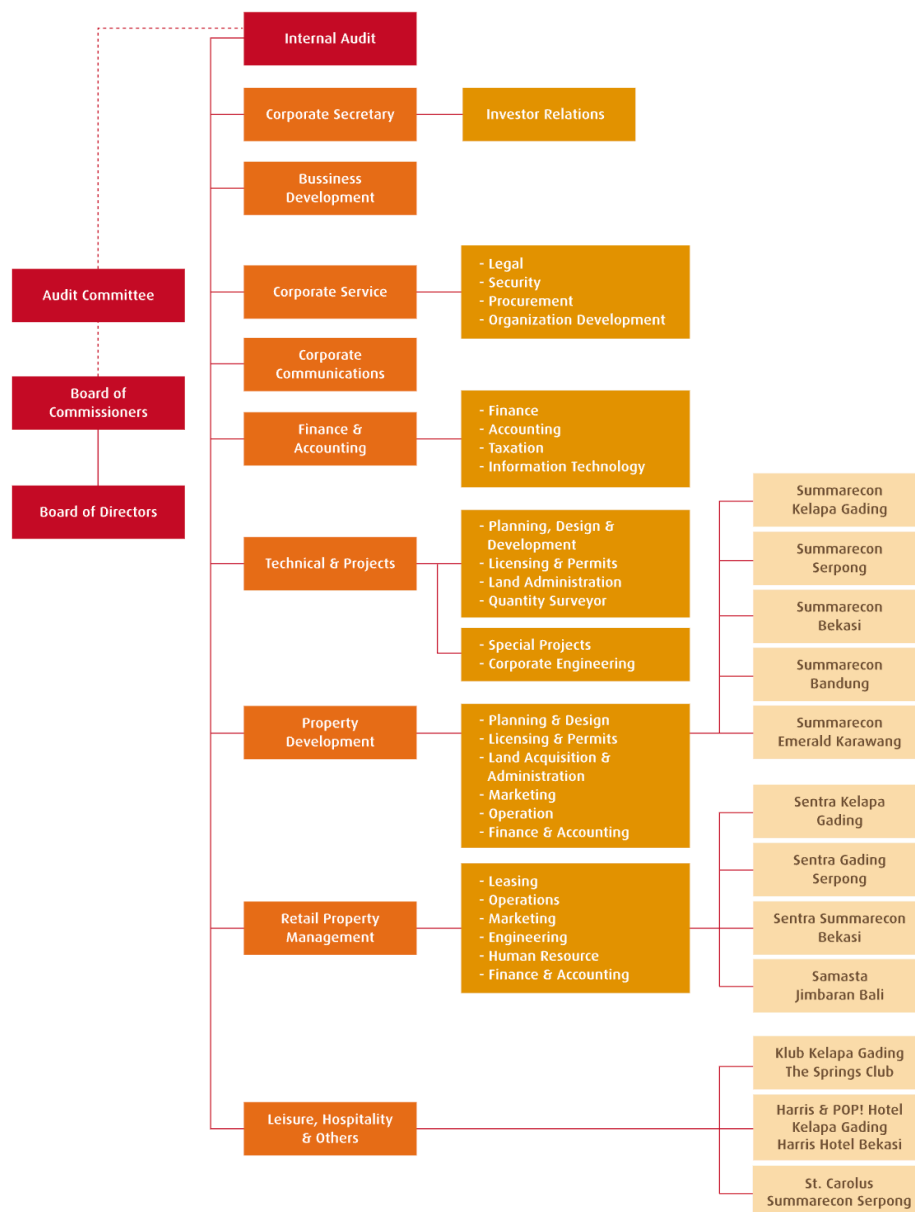 Internal Audit
Corporate Secretary
Investor Relations
Bussiness
Development
Audit Committee
Corporate Service
- Legal
- Security
- Procurement
- Organization Development
Corporate
Communications
Board of
Commissioners
Finance &
Accounting
- Finance
- Accounting
- Taxation
- Information Technology
Board of Directors
Technical & Projects
- Planning, Design &
Development
- Licensing & Permits
- Land Administration
- Quantity Surveyor
- Special Projects
- Corporate Engineering
Property
Development
- Planning & Design
- Licensing & Permits
- Land Acquisition &
Administration
- Marketing
- Operation
- Finance & Accounting
Summarecon
Kelapa Gading
Summarecon
Serpong
Summarecon
Bekasi
Summarecon
Bandung
Summarecon
Emerald Karawang
Retail Property
Management
- Leasing
- Operations
- Marketing
- Engineering
- Human Resource
- Finance & Accounting
Sentra Kelapa
Gading
Sentra Gading
Serpong
Sentra Summarecon
Bekasi
Samasta
Jimbaran Bali
Leisure, Hospitality
& Others
Klub Kelapa Gading
The Springs Club
Harris & POP! Hotel
Kelapa Gading
Harris Hotel Bekasi
St. Carolus
Summarecon Serpong